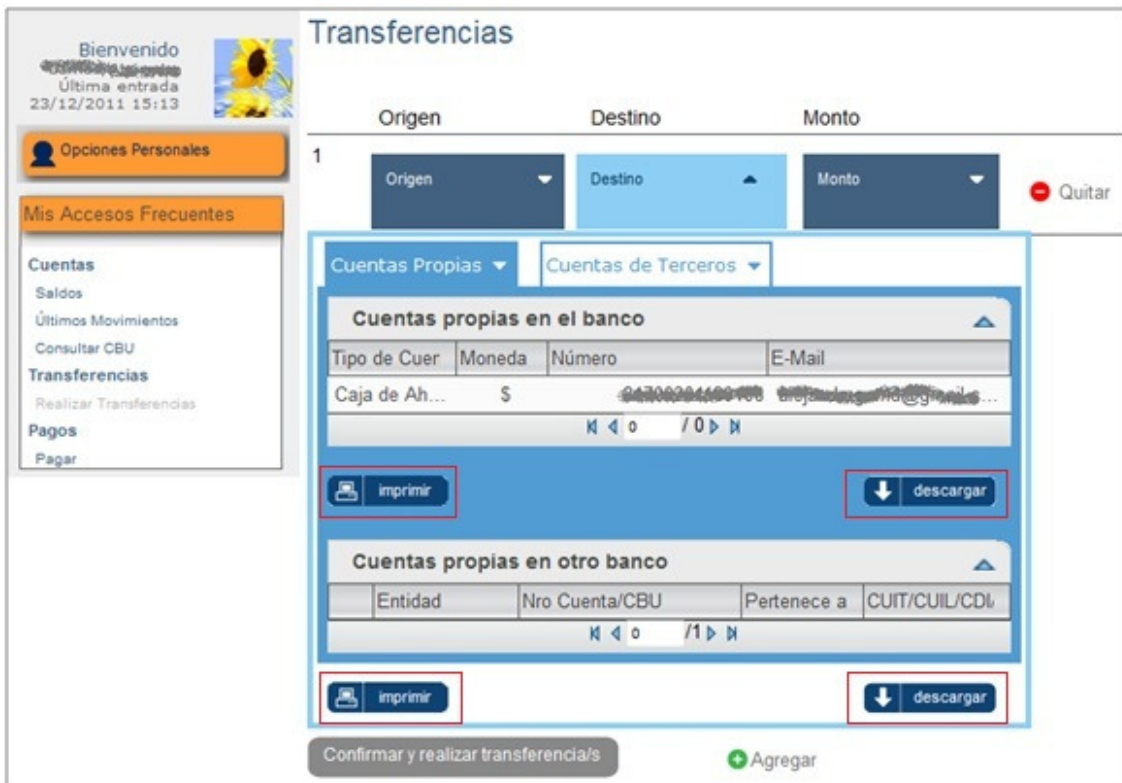 Bienvenido
Última entrada
23/12/2011 15:13
Opciones Personales
Mis Accesos Frecuentes
Cuentas
Saldos
Últimos Movimientos
Consultar CBU
Transferencias
Realizar Transferencias
Pagos
Pagar
Transferencias
Origen Destino Monto
1
Origen Destino Monto
Quitar
Cuentas Propias Cuentas de Terceros
Cuentas propias en el banco
Tipo de Cuer Moneda Número E-Mail
Caja de Ah... $
0 / 0
imprimir descargar
Cuentas propias en otro banco
Entidad Nro Cuenta/CBU Pertenece a CUIT/CUIL/CDI
0 /1
imprimir descargar
Confirmar y realizar transferencia/s Agregar